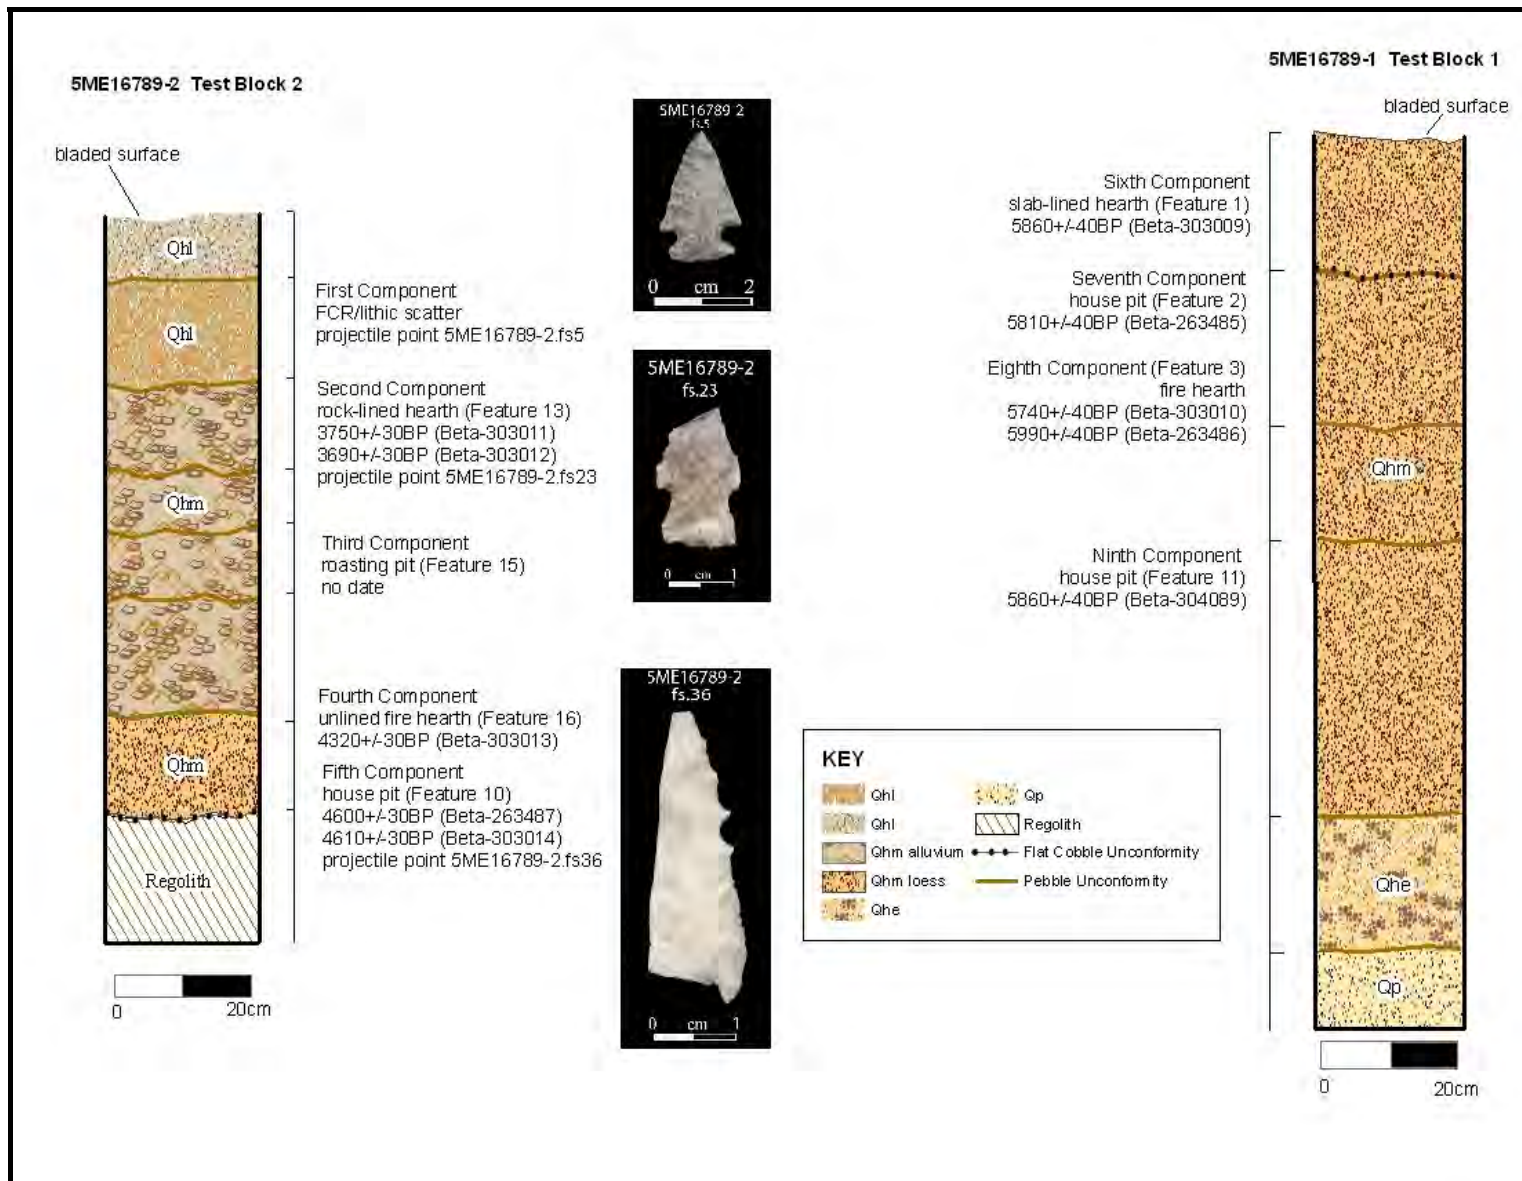 5ME16789-2 Test Block 2
bladed surface
Qhl
Qhl
Qhm
Qhm
Regolith
0 20cm
First Component
FCR/lithic scatter
projectile point 5ME16789-2.fs5
Second Component
rock-lined hearth (Feature 13)
3750+/-30BP (Beta-303011)
3690+/-30BP (Beta-303012)
projectile point 5ME16789-2.fs23
Third Component
roasting pit (Feature 15)
no date
Fourth Component
unlined fire hearth (Feature 16)
4320+/-30BP (Beta-303013)
Fifth Component
house pit (Feature 10)
4600+/-30BP (Beta-263487)
4610+/-30BP (Beta-303014)
projectile point 5ME16789-2.fs36
5ME16789-2
fs.5
0 cm 2
5ME16789-2
fs.23
0 cm 1
5ME16789-2
fs.36
0 cm 1
KEY
Qhl
Qhl
Qhm alluvium
Qhm loess
Qhe
Qp
Regolith
Flat Cobble Unconformity
Pebble Unconformity
5ME16789-1 Test Block 1
bladed surface
Sixth Component
slab-lined hearth (Feature 1)
5860+/-40BP (Beta-303009)
Seventh Component
house pit (Feature 2)
5810+/-40BP (Beta-263485)
Eighth Component (Feature 3)
fire hearth
5740+/-40BP (Beta-303010)
5990+/-40BP (Beta-263486)
Ninth Component
house pit (Feature 11)
5860+/-40BP (Beta-304089)
Qhm
Qhe
Qp
0 20cm